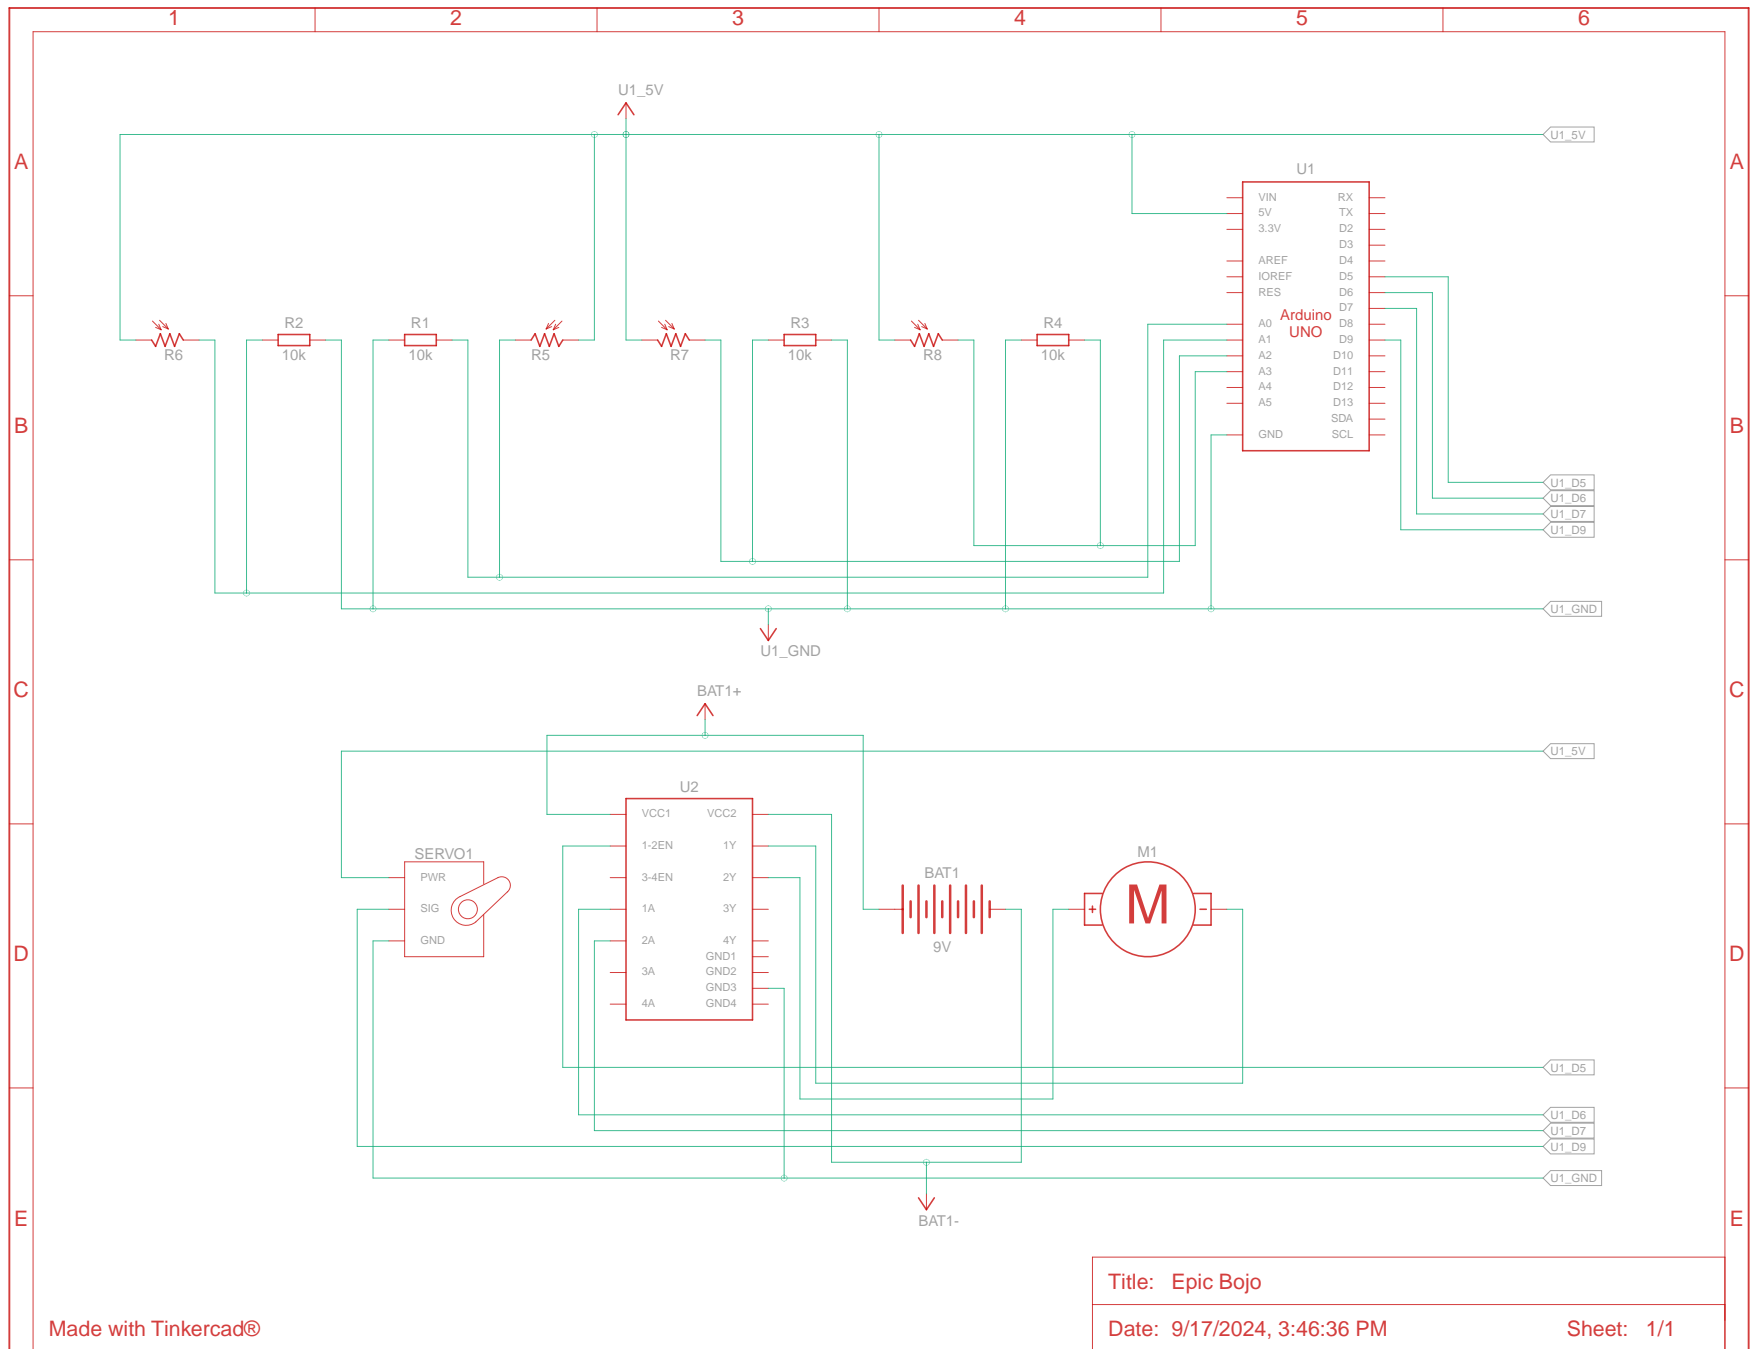 1 2 3 4 5 6
U1_5V
U1_5V
A A
U1
VIN RX
5V TX
3.3V D2
D3
AREF D4
IOREF D5
RES D6
D7
Arduino
UNO
A0 D8
A1 D9
A2 D10
A3 D11
A4 D12
A5 D13
SDA
GND SCL
R2 R1 R3 R4
R6 10k 10k R5 R7 10k R8 10k
B B
U1_D5
U1_D6
U1_D7
U1_D9
U1_GND
U1_GND
C C
BAT1+
U1_5V
U2
VCC1 VCC2
1-2EN 1Y
3-4EN 2Y
1A 3Y
2A 4Y
GND1
3A GND2
GND3
4A GND4
SERVO1
PWR
SIG
GND
BAT1
9V
M1
+ M -
D D
U1_D5
U1_D6
U1_D7
U1_D9
U1_GND
BAT1-
E E
Title: Epic Bojo
Made with Tinkercad®
Date: 9/17/2024, 3:46:36 PM Sheet: 1/1